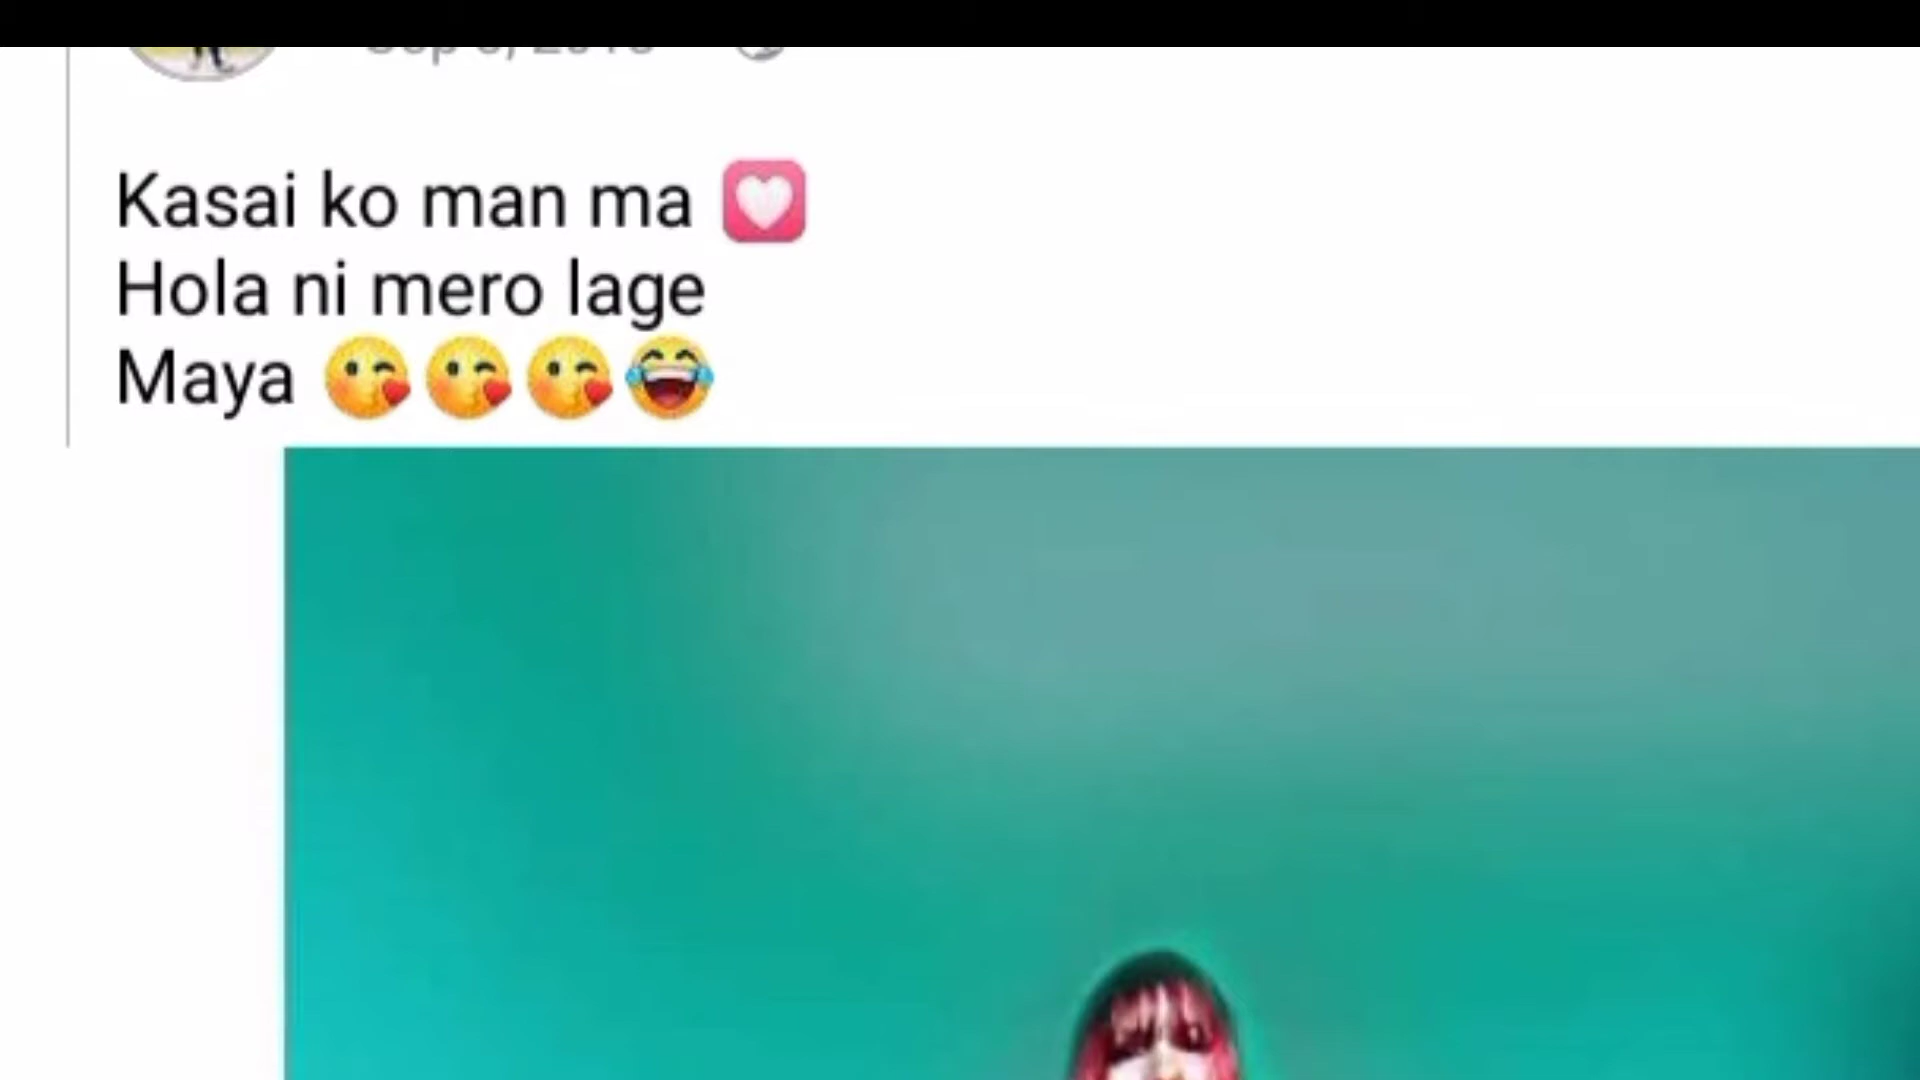 Kasai ko man ma 💟
Hola ni mero lage
Maya 😘😘😘😂